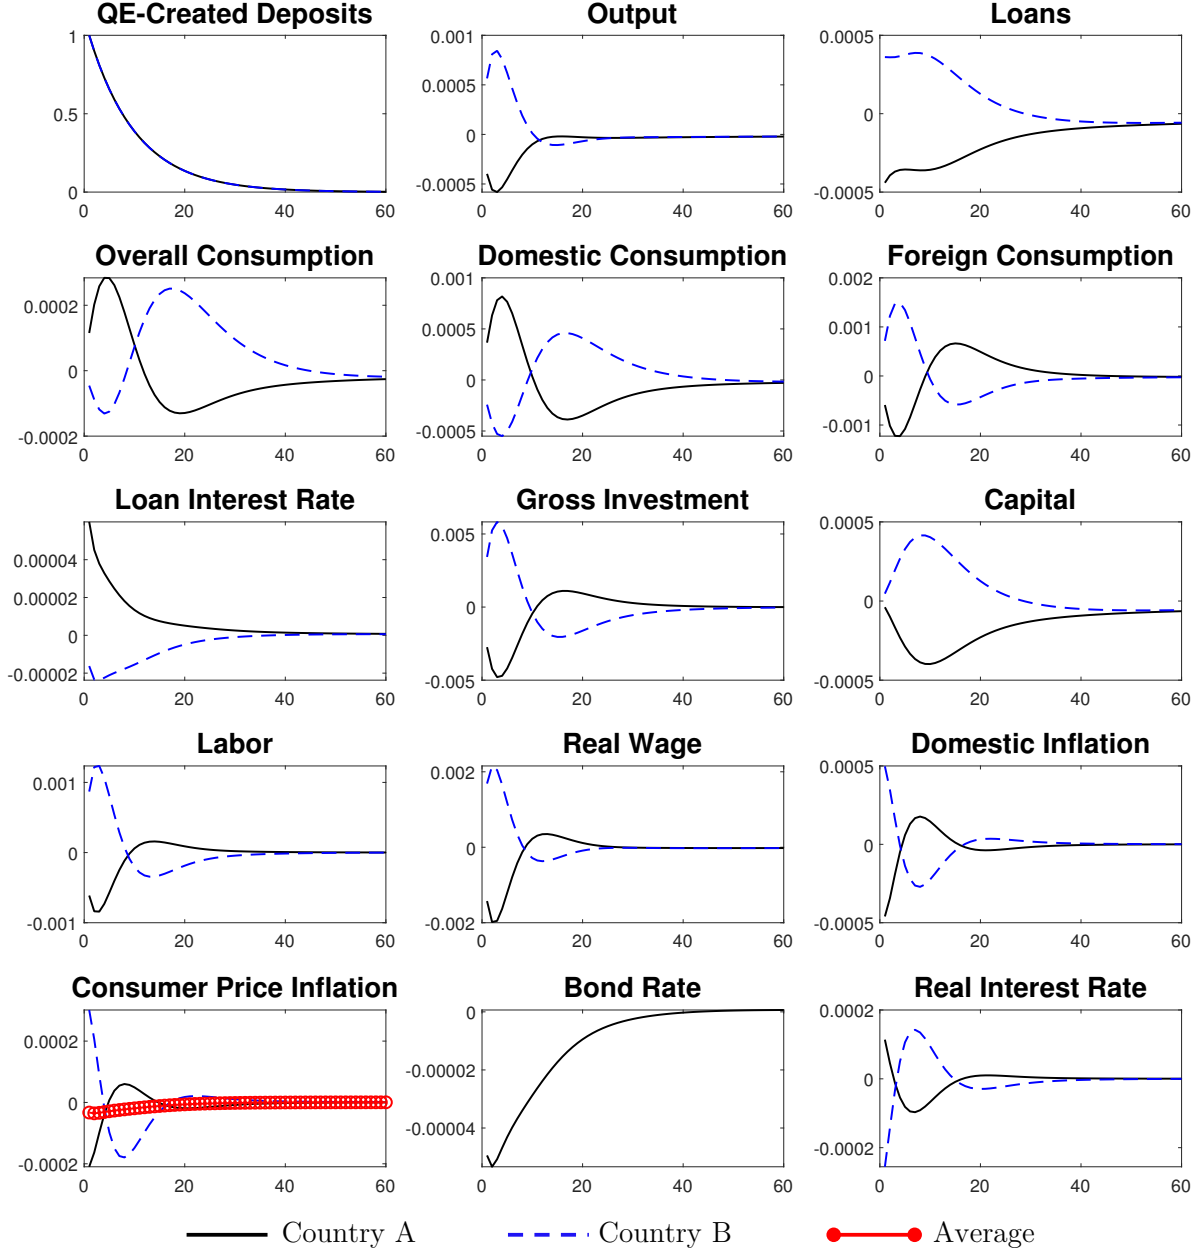 QE-Created Deposits
Output
Loans
1
0.5
0
0 20 40 60
0.001
0.0005
0
-0.0005
0 20 40 60
0.0005
0
-0.0005
0 20 40 60
Overall Consumption
Domestic Consumption
Foreign Consumption
0.0002
0
-0.0002
0 20 40 60
0.001
0.0005
0
-0.0005
0 20 40 60
0.002
0.001
0
-0.001
0 20 40 60
Loan Interest Rate
Gross Investment
Capital
0.00004
0.00002
0
-0.00002
0 20 40 60
0.005
0
-0.005
0 20 40 60
0.0005
0
-0.0005
0 20 40 60
Labor
Real Wage
Domestic Inflation
0.001
0
-0.001
0 20 40 60
0.002
0
-0.002
0 20 40 60
0.0005
0
-0.0005
0 20 40 60
Consumer Price Inflation
Bond Rate
Real Interest Rate
0.0002
0
-0.0002
0 20 40 60
0
-0.00002
-0.00004
0 20 40 60
0.0002
0
-0.0002
0 20 40 60
Country A
Country B
Average